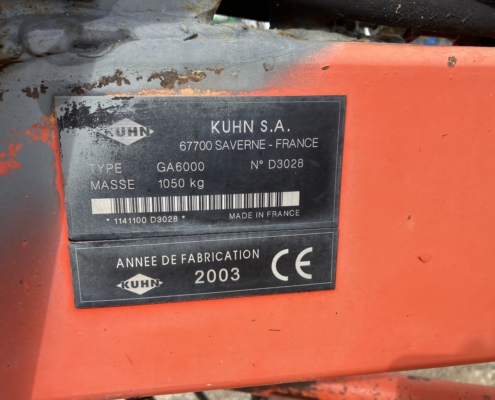 KUHN KUHN S.A.
67700 SAVERNE - FRANCE
TYPE GA6000 N° D3028
MASSE 1050 kg
* 1141100 D3028 * MADE IN FRANCE
ANNEE DE FABRICATION
KUHN 2003 CE